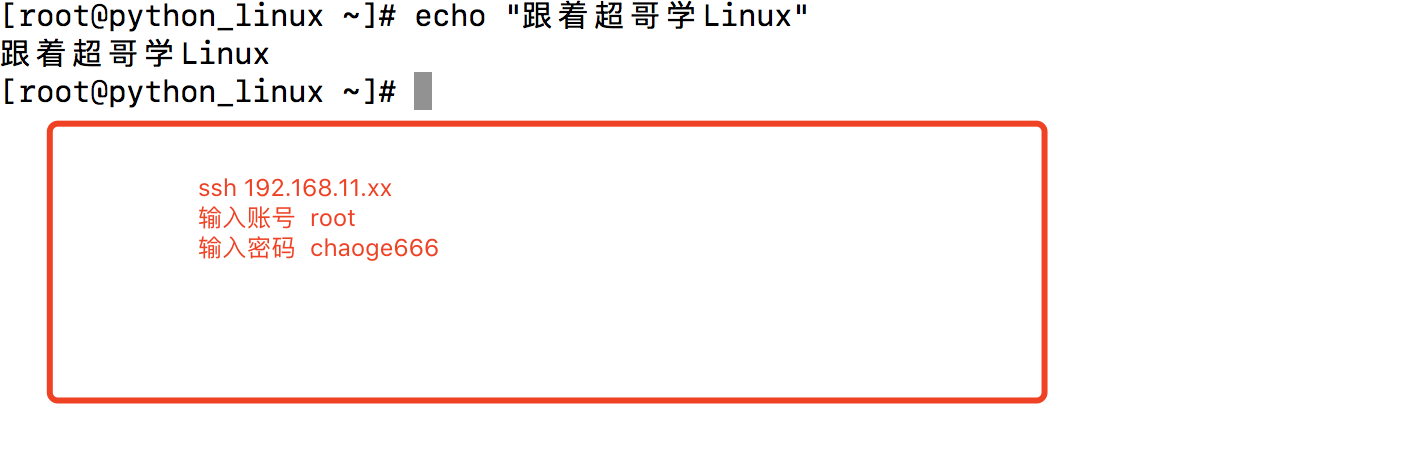 [root@python_linux ~]# echo "跟着超哥学Linux"
跟着超哥学Linux
[root@python_linux ~]#
ssh 192.168.11.xx
输入账号 root
输入密码 chaoge666